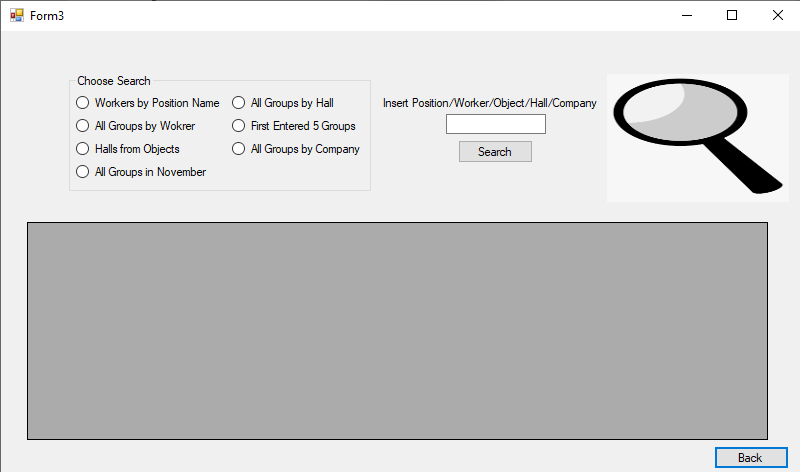 Form3
Choose Search
Workers by Position Name
All Groups by Wokrer
Halls from Objects
All Groups in November
All Groups by Hall
First Entered 5 Groups
All Groups by Company
Insert Position/Worker/Object/Hall/Company
Search
Back